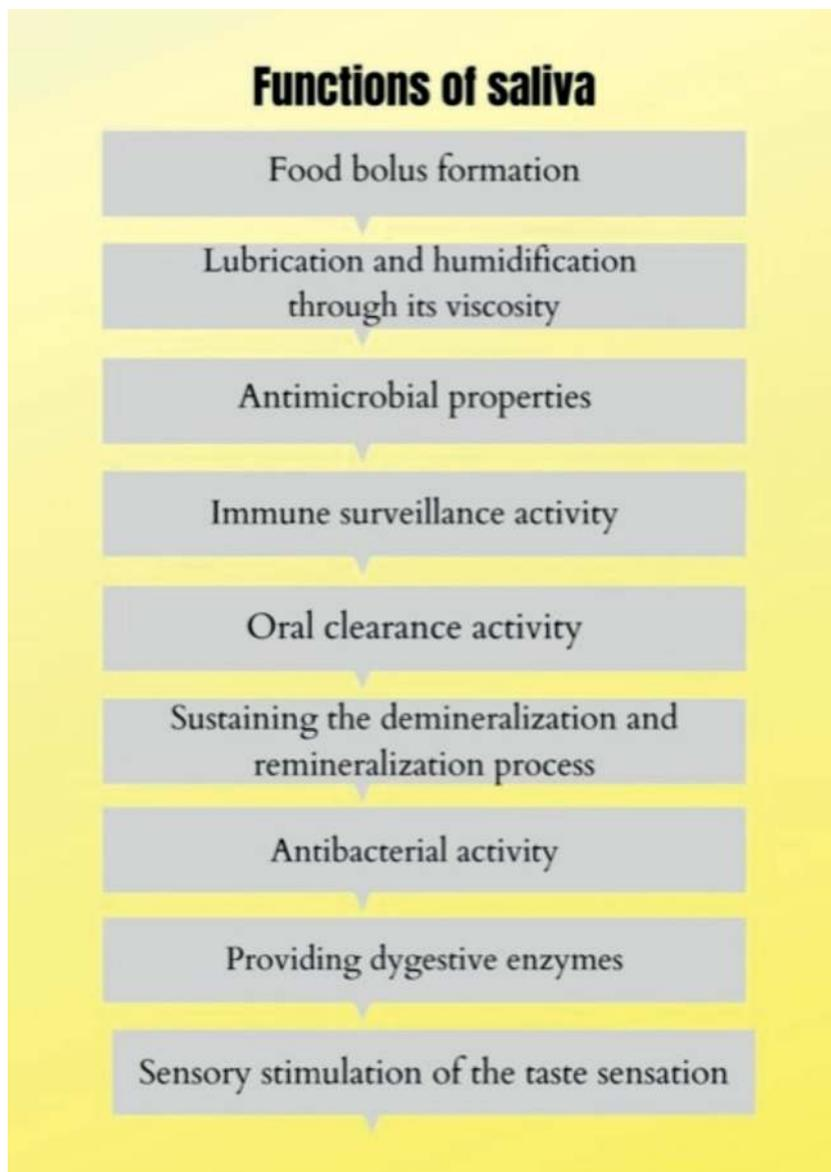 Functions of saliva
Food bolus formation
Lubrication and humidification
through its viscosity
Antimicrobial properties
Immune surveillance activity
Oral clearance activity
Sustaining the demineralization and
remineralization process
Antibacterial activity
Providing dygestive enzymes
Sensory stimulation of the taste sensation